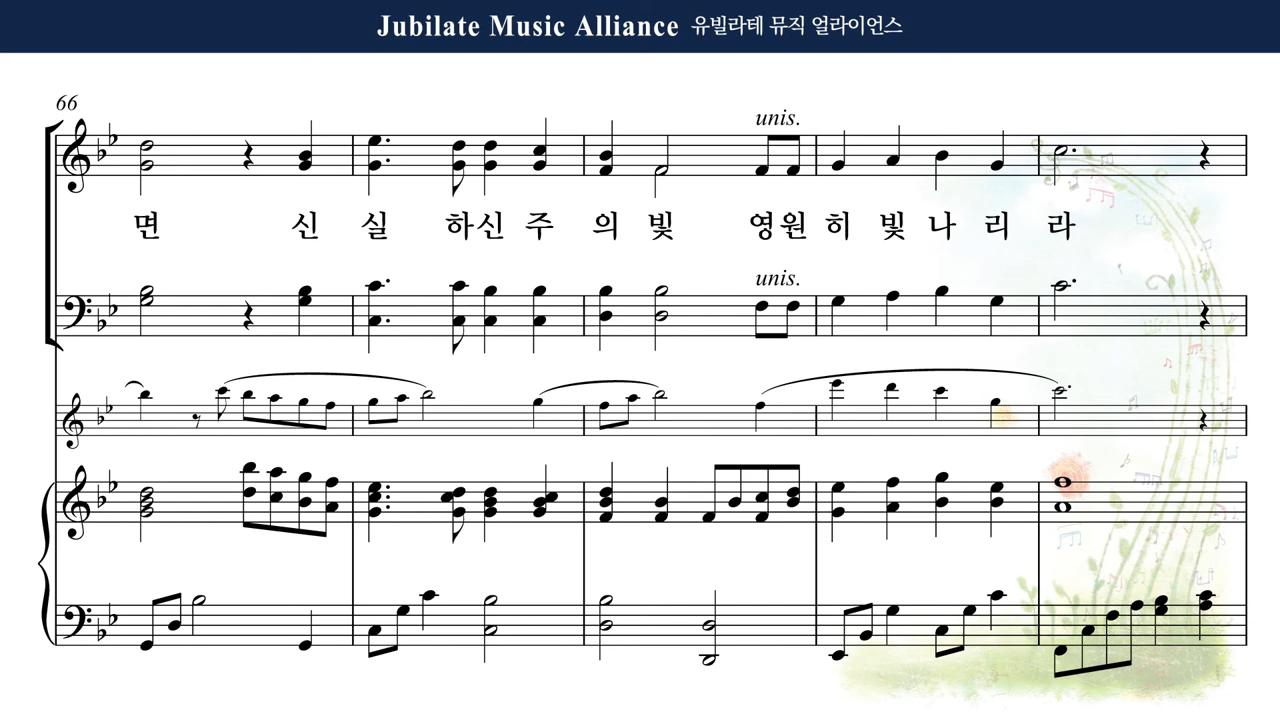 Jubilate Music Alliance 유빌라테 뮤직 얼라이언스
66
unis.
면 신 실 하신 주 의 빛 영원 히 빛 나 리 라
unis.